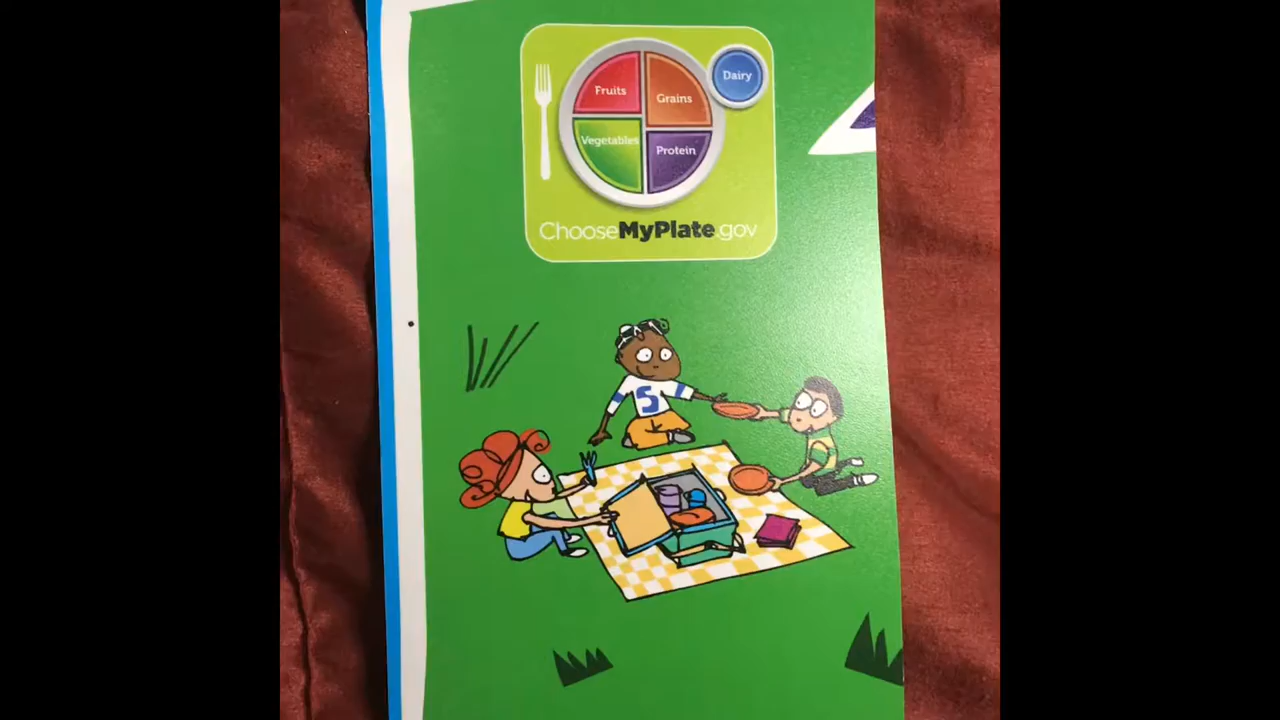 Dairy
Fruits
Grains
Vegetables
Protein
ChooseMyPlate.gov
5